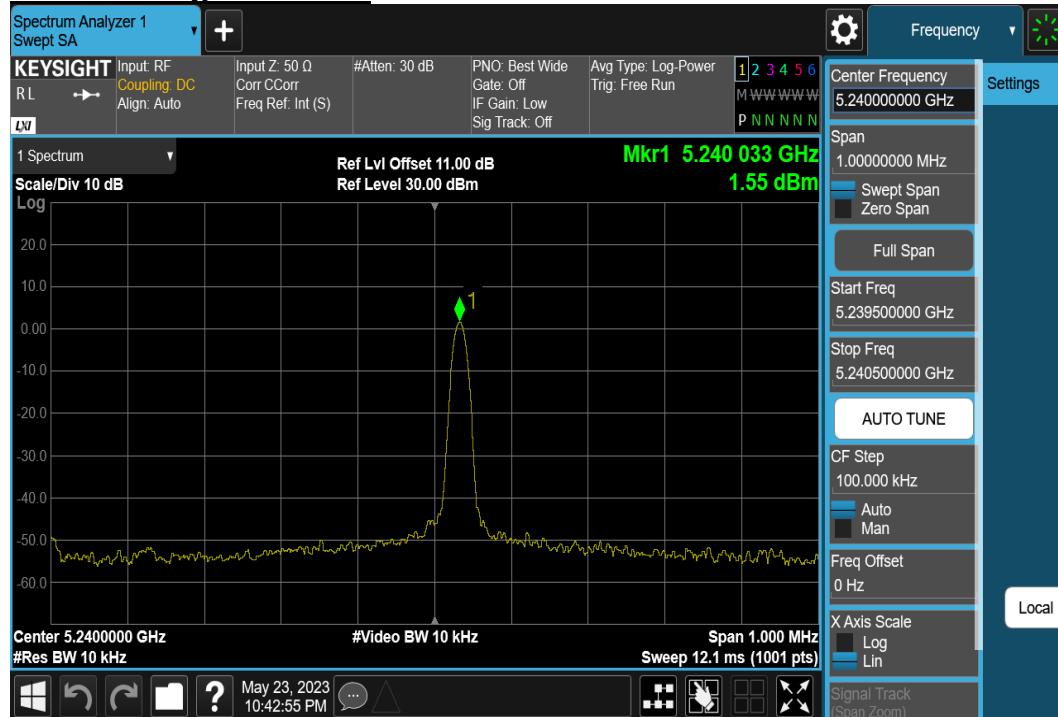 Spectrum Analyzer 1
Swept SA
+
Frequency
KEYSIGHT
RL
LXI
Input: RF
Coupling: DC
Align: Auto
Input Z: 50 Ω
Corr CCorr
Freq Ref: Int (S)
#Atten: 30 dB
PNO: Best Wide
Gate: Off
IF Gain: Low
Sig Track: Off
Avg Type: Log-Power
Trig: Free Run
1 2 3 4 5 6
M W W W W W
P N N N N N
1 Spectrum
Scale/Div 10 dB
Log
Ref Lvl Offset 11.00 dB
Ref Level 30.00 dBm
Mkr1 5.240 033 GHz
1.55 dBm
1
20.0
10.0
0.00
-10.0
-20.0
-30.0
-40.0
-50.0
-60.0
Center 5.2400000 GHz
#Res BW 10 kHz
#Video BW 10 kHz
Span 1.000 MHz
Sweep 12.1 ms (1001 pts)
Center Frequency
5.240000000 GHz
Span
1.00000000 MHz
Swept Span
Zero Span
Full Span
Start Freq
5.239500000 GHz
Stop Freq
5.240500000 GHz
AUTO TUNE
CF Step
100.000 kHz
Auto
Man
Freq Offset
0 Hz
X Axis Scale
Log
Lin
Signal Track
(Span Zoom)
Settings
Local
?
May 23, 2023
10:42:55 PM